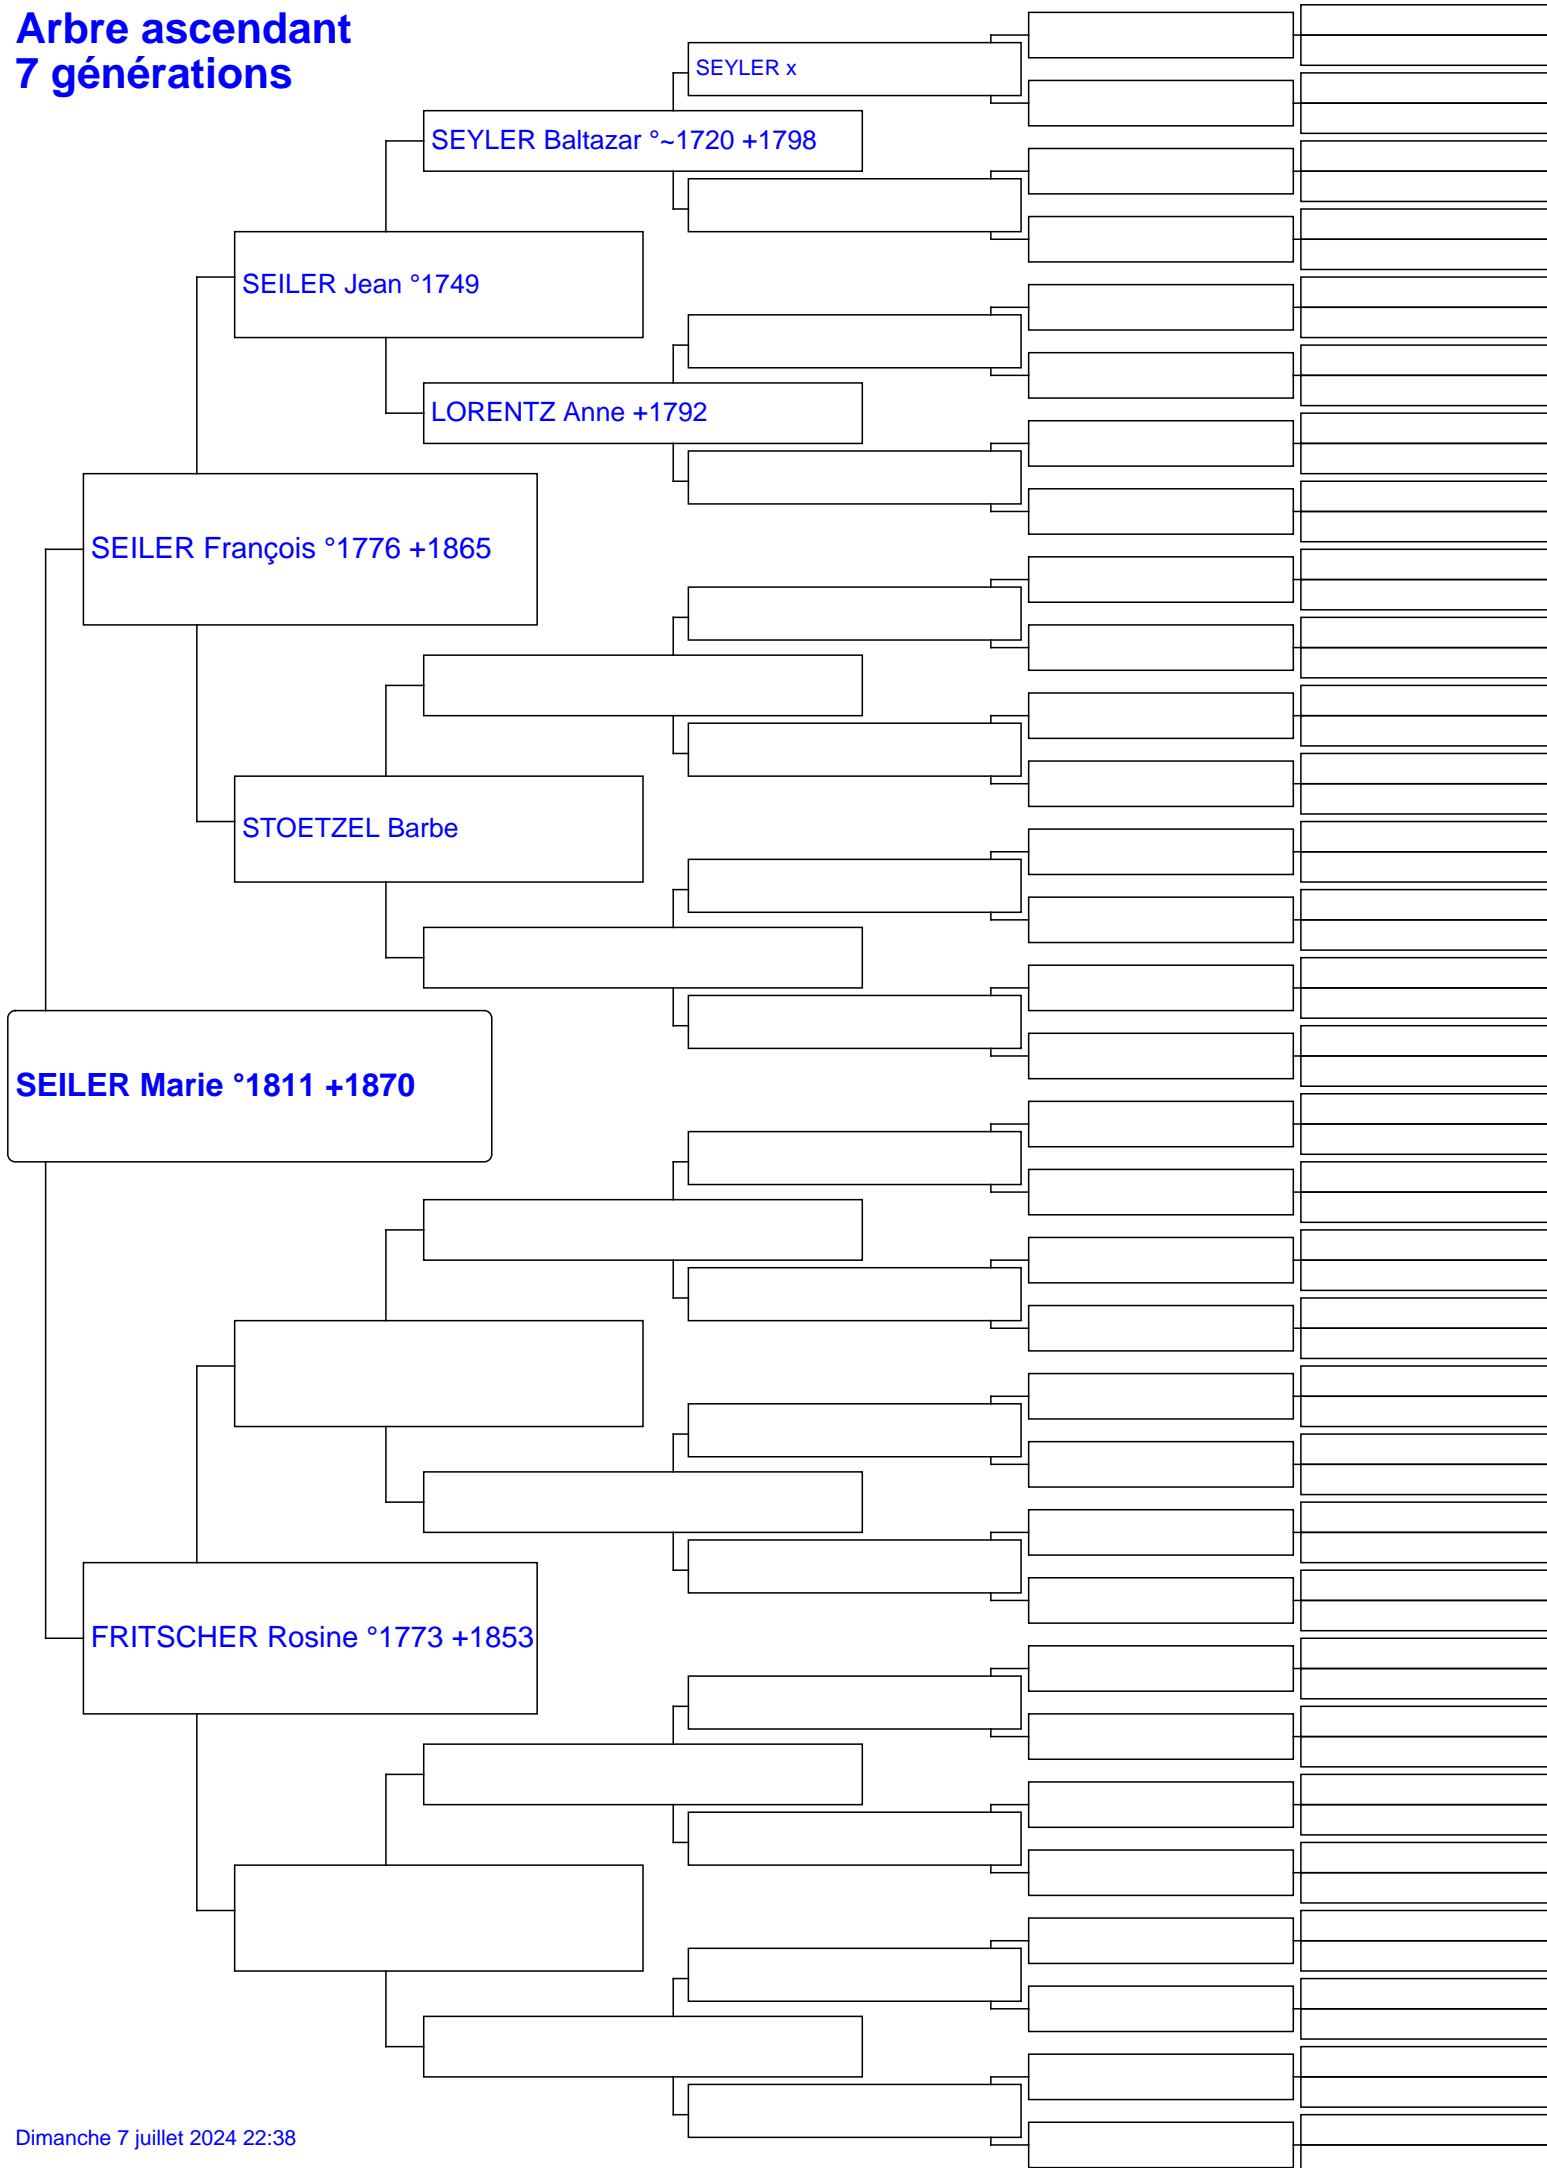 Arbre ascendant
7 générations
SEYLER x
SEYLER Baltazar °~1720 +1798
SEILER Jean °1749
LORENTZ Anne +1792
SEILER François °1776 +1865
STOETZEL Barbe
SEILER Marie °1811 +1870
FRITSCHER Rosine °1773 +1853
Dimanche 7 juillet 2024 22:38